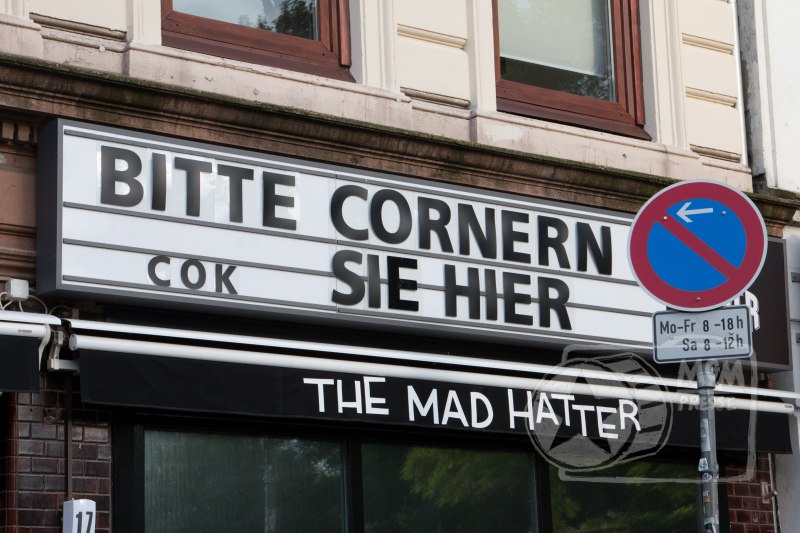 BITTE CORNERN
COK SIE HIER
THE MAD HATTER
Mo-Fr 8-18h
Sa 8-12h
17